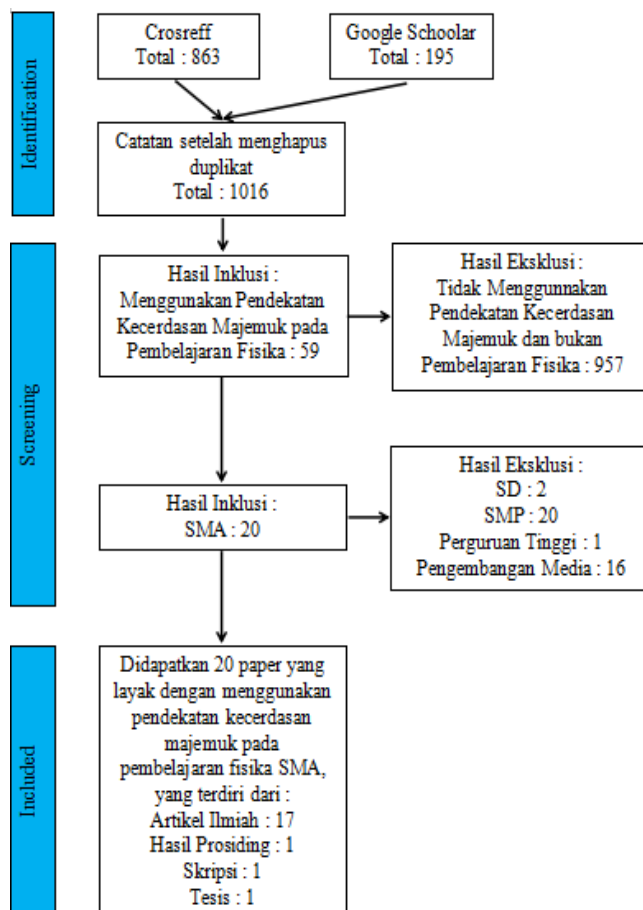 Identification
Crosreff
Total : 863
Google Schoolar
Total : 195
Catatan setelah menghapus
duplikat
Total : 1016
Screening
Hasil Inklusi :
Menggunakan Pendekatan
Kecerdasan Majemuk pada
Pembelajaran Fisika : 59
Hasil Eksklusi :
Tidak Menggunnakan
Pendekatan Kecerdasan
Majemuk dan bukan
Pembelajaran Fisika : 957
Hasil Inklusi :
SMA : 20
Hasil Eksklusi :
SD : 2
SMP : 20
Perguruan Tinggi : 1
Pengembangan Media : 16
Included
Didapatkan 20 paper yang
layak dengan menggunakan
pendekatan kecerdasan
majemuk pada
pembelajaran fisika SMA,
yang terdiri dari :
Artikel Ilmiah : 17
Hasil Prosiding : 1
Skripsi : 1
Tesis : 1